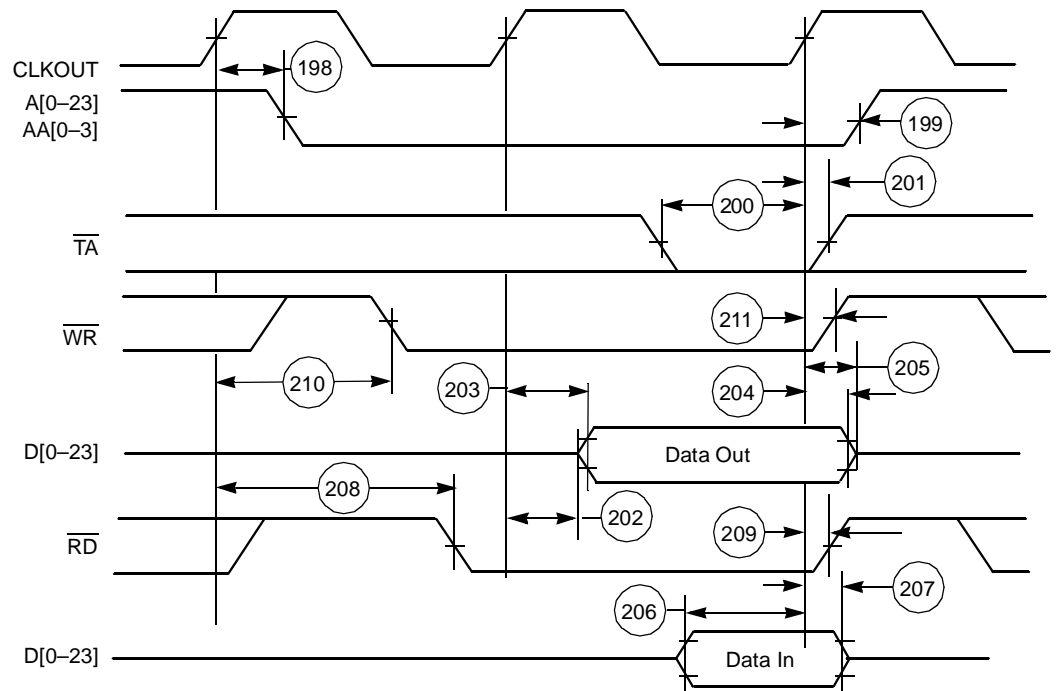 CLKOUT
198
A[0–23]
AA[0–3]
199
201
200
TA
WR
211
210
203
204
205
D[0–23]
Data Out
208
202
209
RD
206
207
D[0–23]
Data In